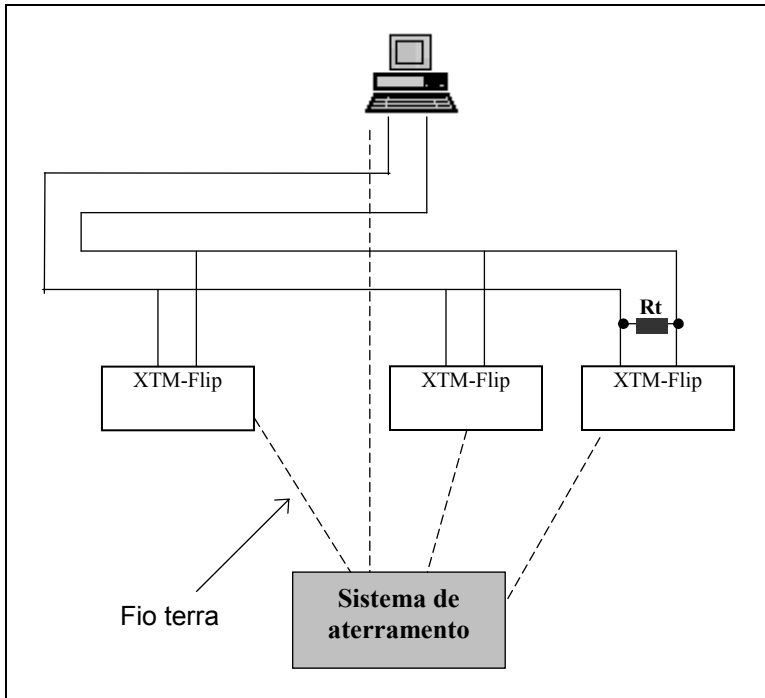 Rt
XTM-Flip
XTM-Flip
XTM-Flip
Fio terra
Sistema de
aterramento